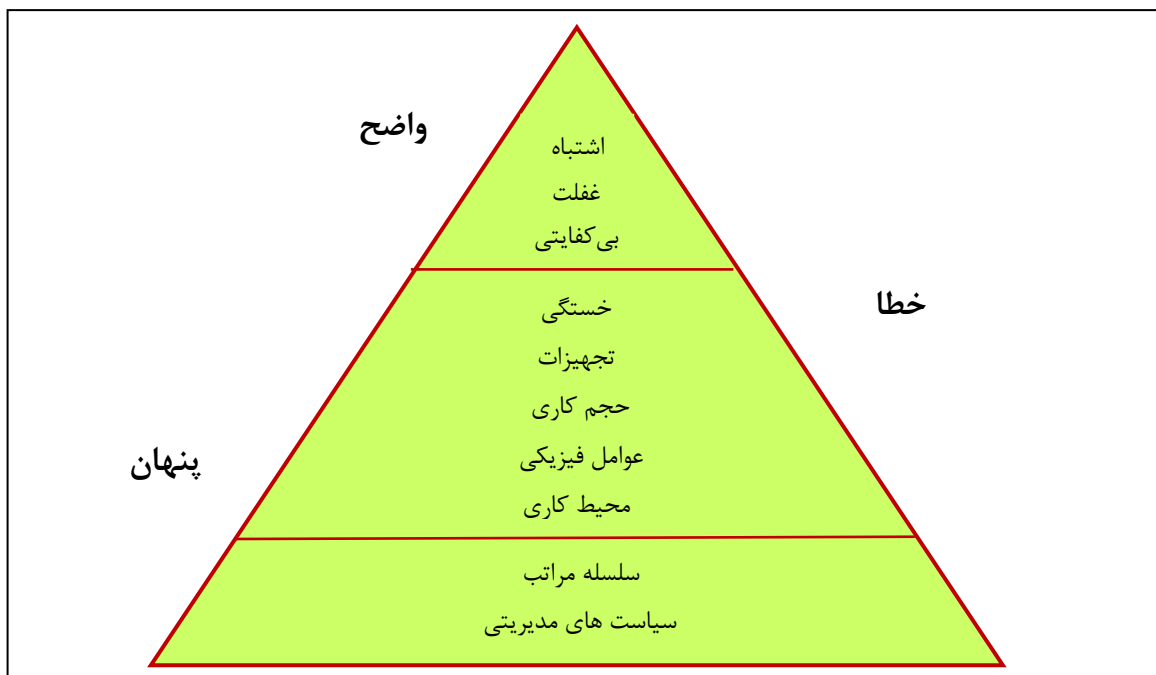 واضح
اشتباه
غفلت
بی‌کفایتی
خطا
خستگی
تجهیزات
حجم کاری
عوامل فیزیکی
پنهان
محیط کاری
سلسله مراتب
سیاست های مدیریتی